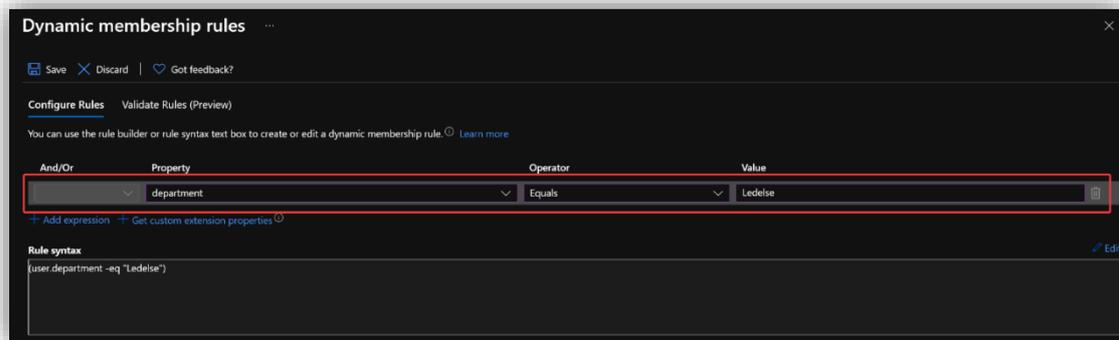 Dynamic membership rules ...
Save Discard Got feedback?
Configure Rules Validate Rules (Preview)
You can use the rule builder or rule syntax text box to create or edit a dynamic membership rule. Learn more
And/Or Property Operator Value
department Equals Ledelse
+ Add expression + Get custom extension properties
Rule syntax Edit
(user.department -eq "Ledelse")